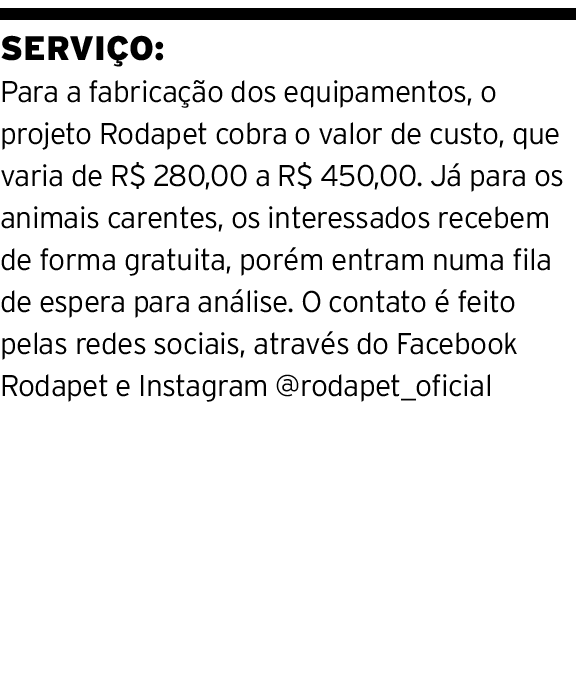 SERVIÇO:
Para a fabricação dos equipamentos, o
projeto Rodapet cobra o valor de custo, que
varia de R$ 280,00 a R$ 450,00. Já para os
animais carentes, os interessados recebem
de forma gratuita, porém entram numa fila
de espera para análise. O contato é feito
pelas redes sociais, através do Facebook
Rodapet e Instagram @rodapet_oficial